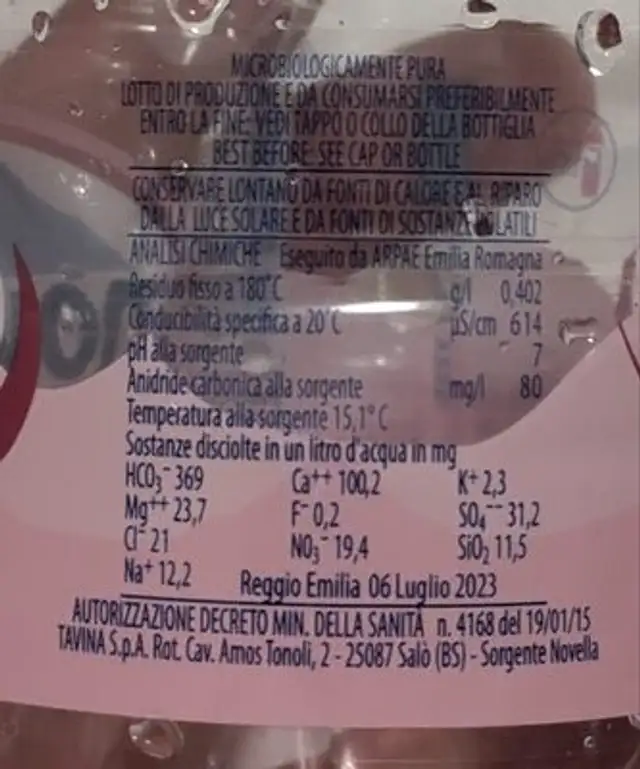 MICROBIOLOGICAMENTE PURA
LOTTO DI PRODUZIONE E DA CONSUMARSI PREFERIBILMENTE
ENTRO LA FINE: VEDI TAPPO O COLLO DELLA BOTTIGLIA
BEST BEFORE: SEE CAP OR BOTTLE
CONSERVARE LONTANO DA FONTI DI CALORE E AL RIPARO
DALLA LUCE SOLARE E DA FONTI DI SOSTANZE VOLATILI
ANALISI CHIMICHE Eseguito da ARPAE Emilia Romagna
Residuo fisso a 180°C g/l 0,402
Conducibilità specifica a 20°C µS/cm 614
pH alla sorgente 7
Anidride carbonica alla sorgente mg/l 80
Temperatura alla sorgente 15,1° C
Sostanze disciolte in un litro d'acqua in mg
HCO₃⁻ 369 Ca⁺⁺ 100,2 K⁺ 2,3
Mg⁺⁺ 23,7 F⁻ 0,2 SO₄⁻⁻ 31,2
Cl⁻ 21 NO₃⁻ 19,4 SiO₂ 11,5
Na⁺ 12,2 Reggio Emilia 06 Luglio 2023
AUTORIZZAZIONE DECRETO MIN. DELLA SANITÀ n. 4168 del 19/01/15
TAVINA S.p.A. Rot. Cav. Amos Tonoli, 2 - 25087 Salò (BS) - Sorgente Novella